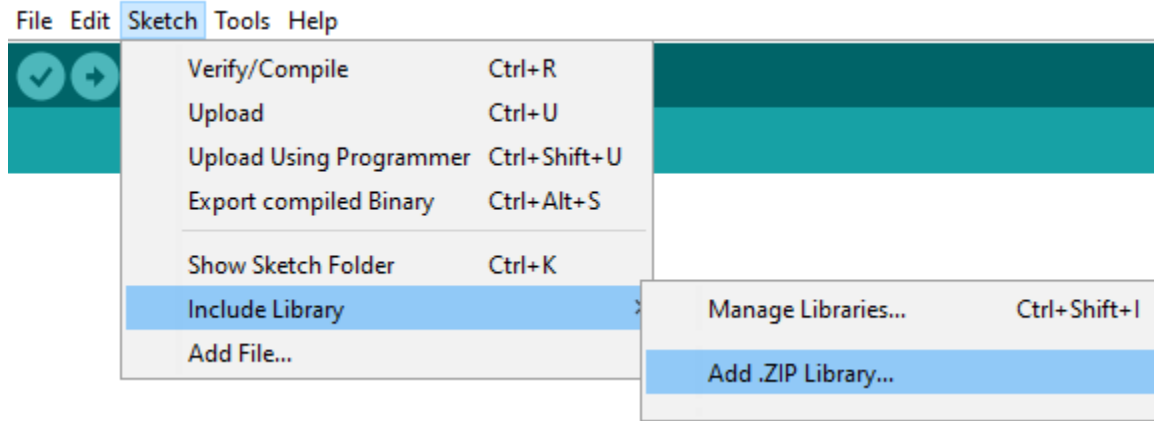 File Edit Sketch Tools Help
Verify/Compile Ctrl+R
Upload Ctrl+U
Upload Using Programmer Ctrl+Shift+U
Export compiled Binary Ctrl+Alt+S
Show Sketch Folder Ctrl+K
Include Library
Manage Libraries... Ctrl+Shift+I
Add File...
Add .ZIP Library...